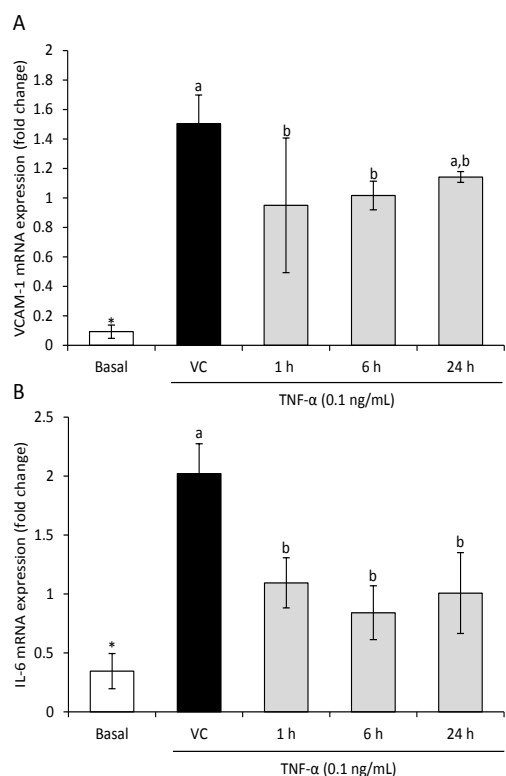 A
VCAM-1 mRNA expression (fold change)
2
1.8
1.6
1.4
1.2
1
0.8
0.6
0.4
0.2
0
*
a
b
b
a,b
Basal VC 1 h 6 h 24 h
TNF-α (0.1 ng/mL)
B
IL-6 mRNA expression (fold change)
2.5
2
1.5
1
0.5
0
*
a
b
b
b
Basal VC 1 h 6 h 24 h
TNF-α (0.1 ng/mL)